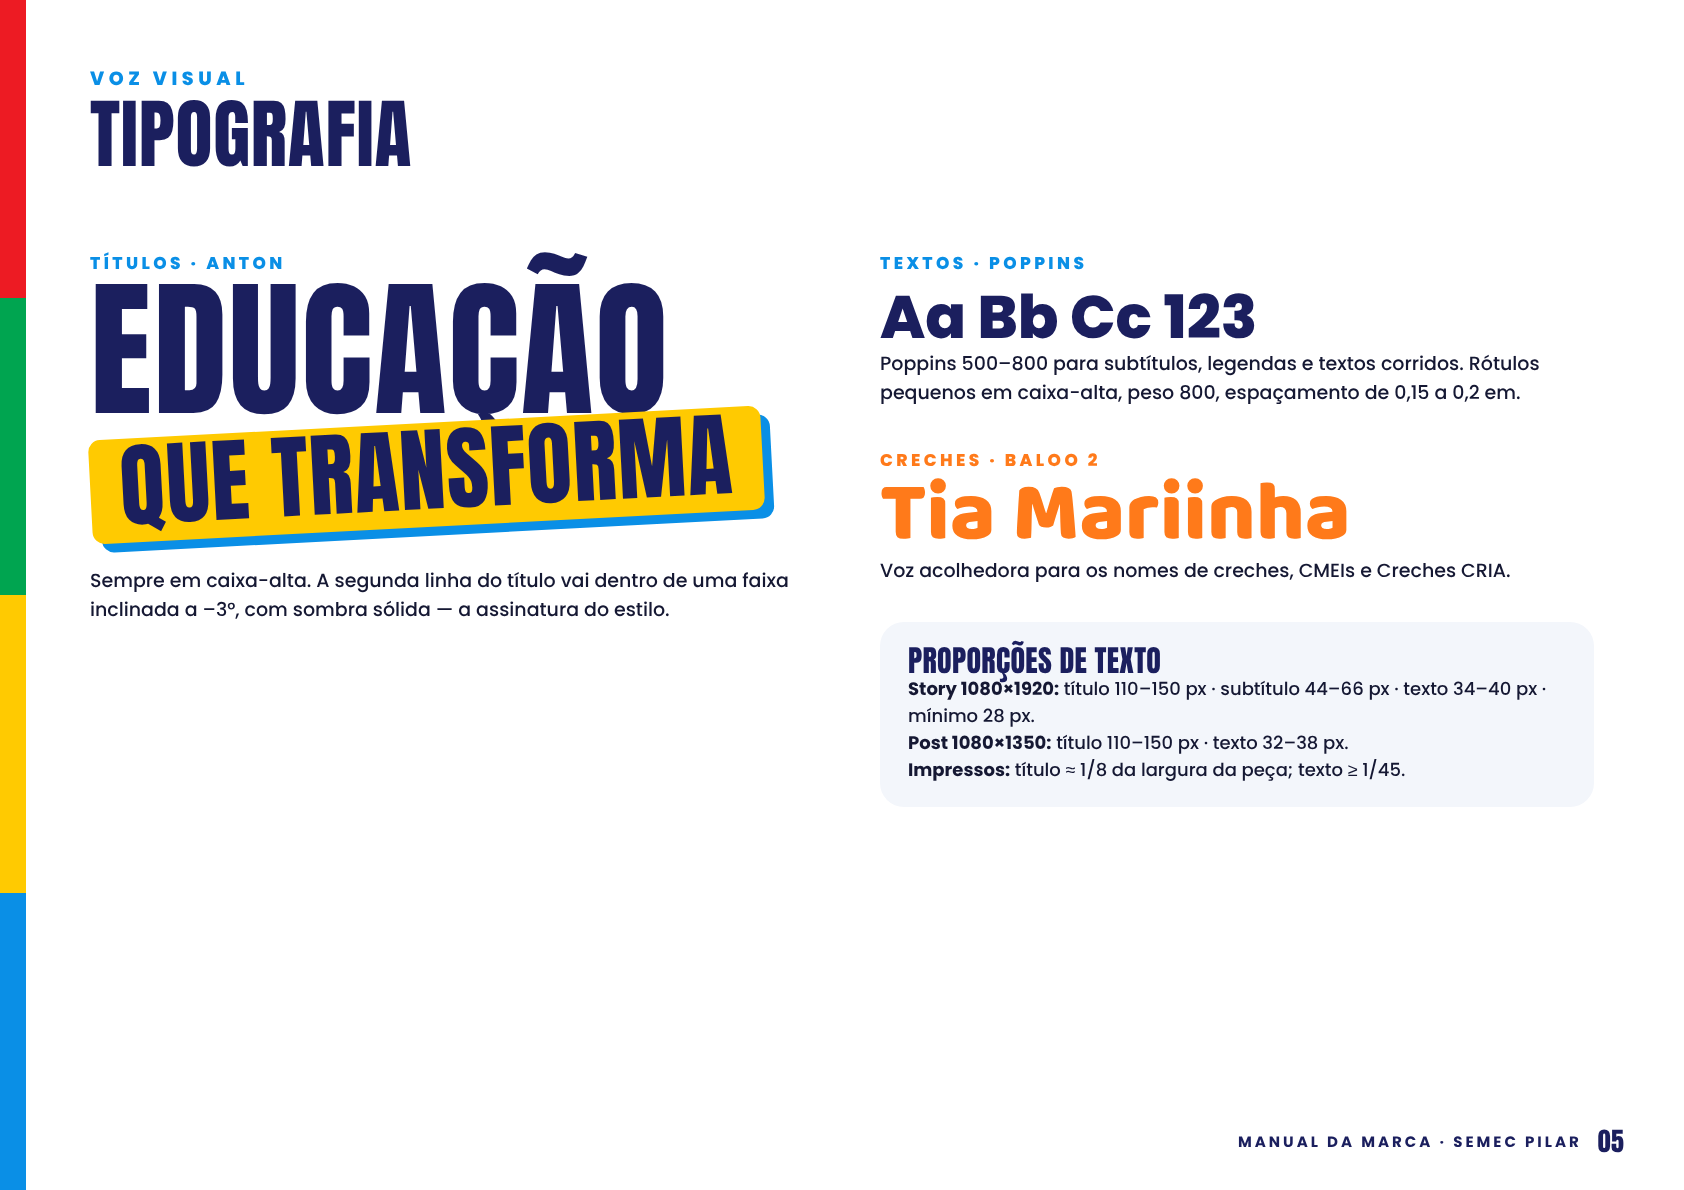 VOZ VISUAL
TIPOGRAFIA
TÍTULOS · ANTON
EDUCAÇÃO
QUE TRANSFORMA
Sempre em caixa-alta. A segunda linha do título vai dentro de uma faixa
inclinada a −3º, com sombra sólida — a assinatura do estilo.
TEXTOS · POPPINS
Aa Bb Cc 123
Poppins 500–800 para subtítulos, legendas e textos corridos. Rótulos
pequenos em caixa-alta, peso 800, espaçamento de 0,15 a 0,2 em.
CRECHES · BALOO 2
Tia Mariinha
Voz acolhedora para os nomes de creches, CMEIs e Creches CRIA.
PROPORÇÕES DE TEXTO
Story 1080×1920: título 110–150 px · subtítulo 44–66 px · texto 34–40 px ·
mínimo 28 px.
Post 1080×1350: título 110–150 px · texto 32–38 px.
Impressos: título ≈ 1/8 da largura da peça; texto ≥ 1/45.
MANUAL DA MARCA · SEMEC PILAR 05